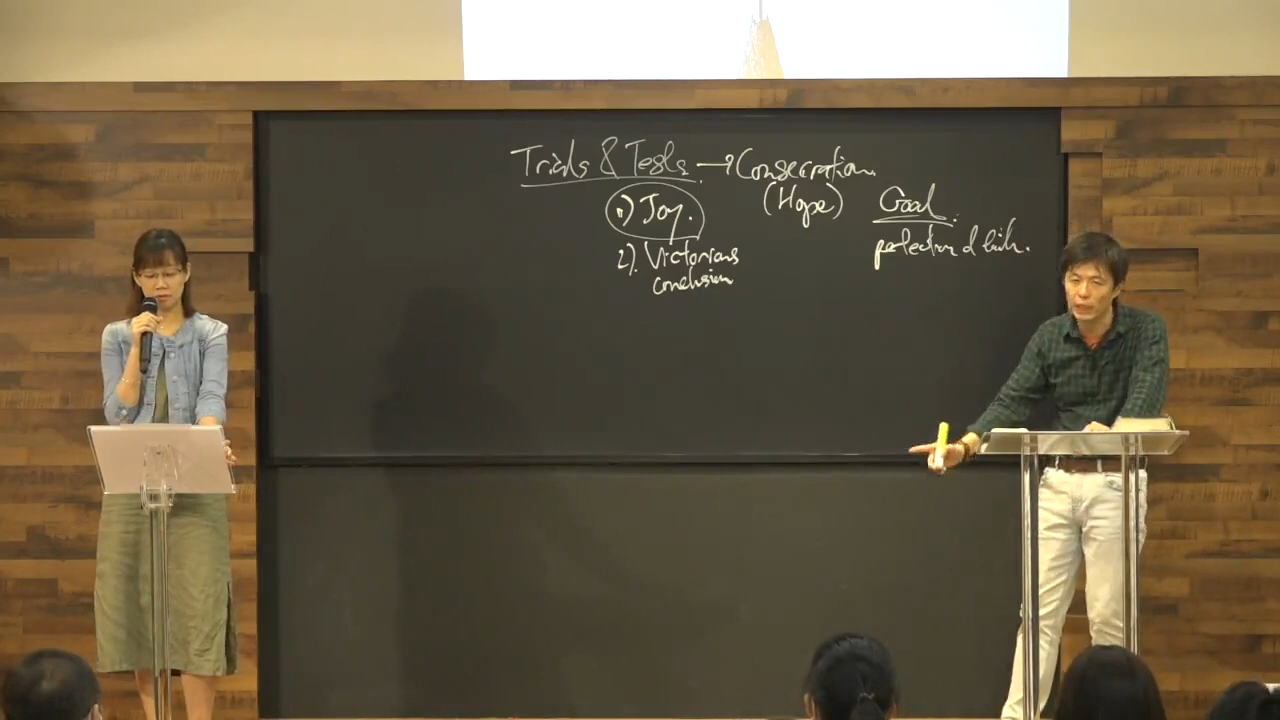 Trials & Tests. → Consecration.
(Hope)
1) Joy.
2). Victorious
conclusion
Goal:
perfection of faith.